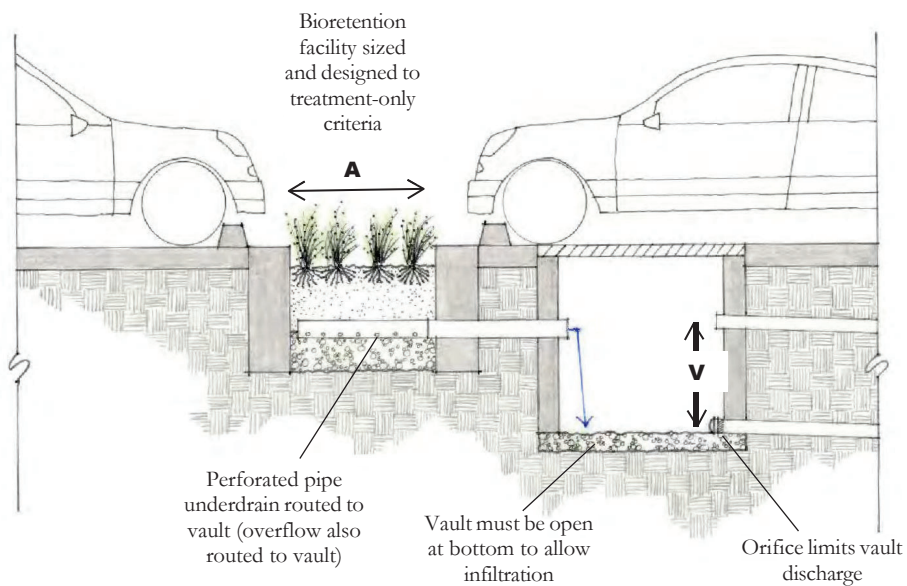 Bioretention
facility sized
and designed to
treatment-only
criteria
A
V
Perforated pipe
underdrain routed to
vault (overflow also
routed to vault)
Vault must be open
at bottom to allow
infiltration
Orifice limits vault
discharge